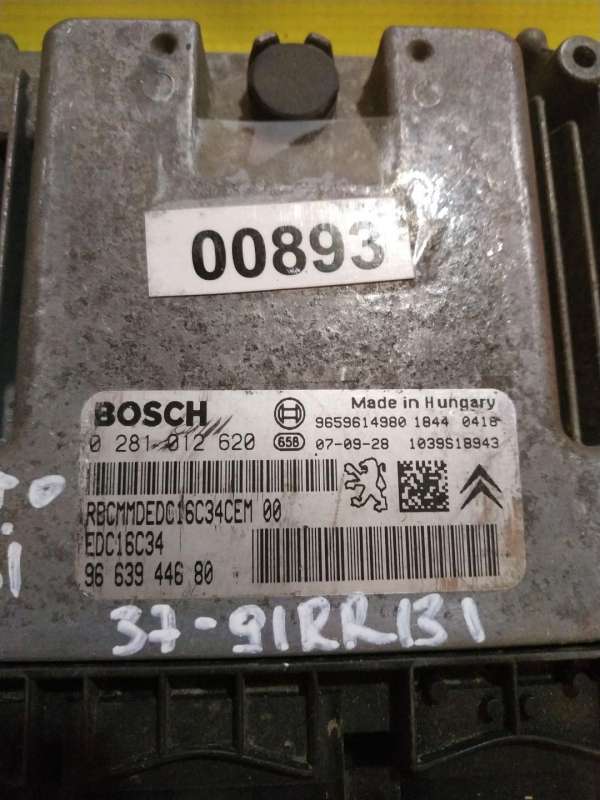 00893
BOSCH
Made in Hungary
9659614980 1844 0418
0 281 012 620
658
07-09-28 1039S18943
RBCMMDEDC16C34CEM 00
EDC16C34
96 639 446 80
37-91RR131